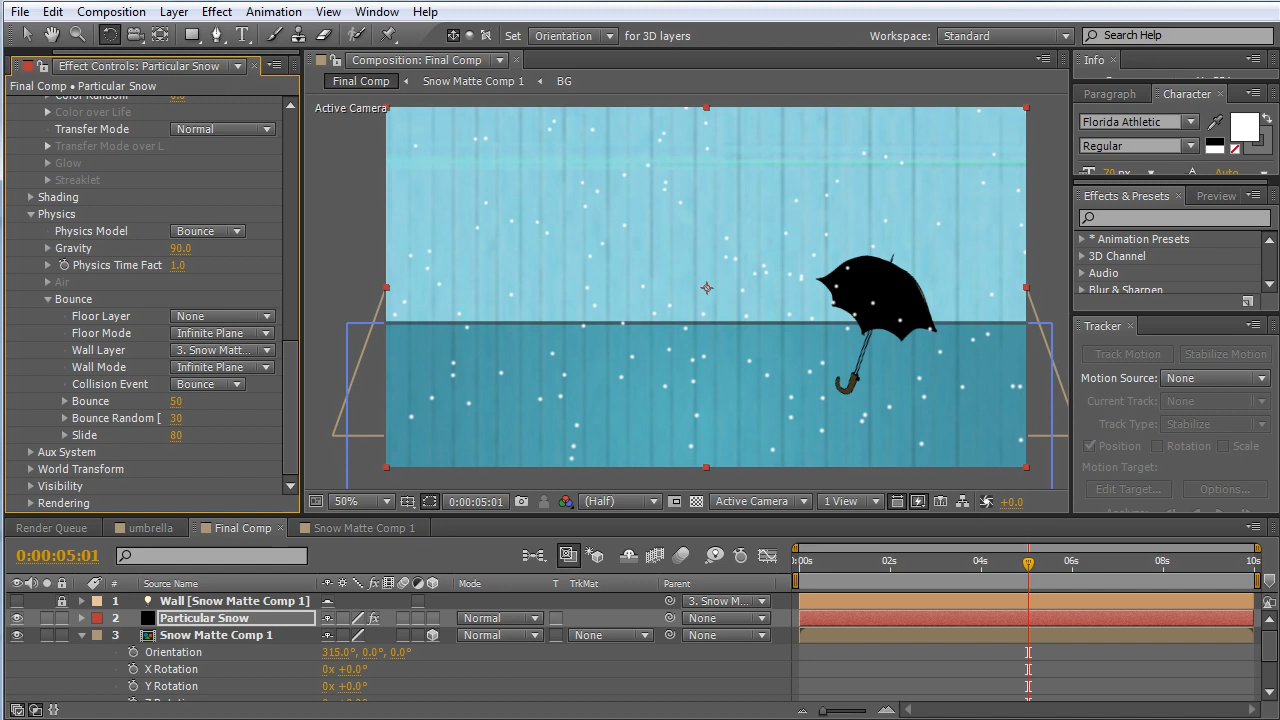 File Edit Composition Layer Effect Animation View Window Help
Set Orientation for 3D layers Workspace: Standard Search Help
Effect Controls: Particular Snow
Final Comp • Particular Snow
Color over Life
Transfer Mode Normal
Transfer Mode over L
Glow
Streaklet
Shading
Physics
Physics Model Bounce
Gravity 90.0
Physics Time Fact 1.0
Air
Bounce
Floor Layer None
Floor Mode Infinite Plane
Wall Layer 3. Snow Matt...
Wall Mode Infinite Plane
Collision Event Bounce
Bounce 50
Bounce Random [ 30
Slide 80
Aux System
World Transform
Visibility
Rendering
Composition: Final Comp
Final Comp Snow Matte Comp 1 BG
Active Camera
50% 0:00:05:01 (Half) Active Camera 1 View +0.0
Info
Paragraph Character
Florida Athletic
Regular
70 px Auto
Effects & Presets Preview
* Animation Presets
3D Channel
Audio
Blur & Sharpen
Tracker
Track Motion Stabilize Motion
Motion Source: None
Current Track: None
Track Type: Stabilize
Position Rotation Scale
Motion Target:
Edit Target... Options...
Render Queue umbrella Final Comp Snow Matte Comp 1
0:00:05:01
# Source Name Mode T TrkMat Parent
1 Wall [Snow Matte Comp 1] 3. Snow M...
2 Particular Snow Normal None
3 Snow Matte Comp 1 Normal None None
Orientation 315.0°, 0.0°, 0.0°
X Rotation 0x +0.0°
Y Rotation 0x +0.0°
):00s 02s 04s 06s 08s 10s